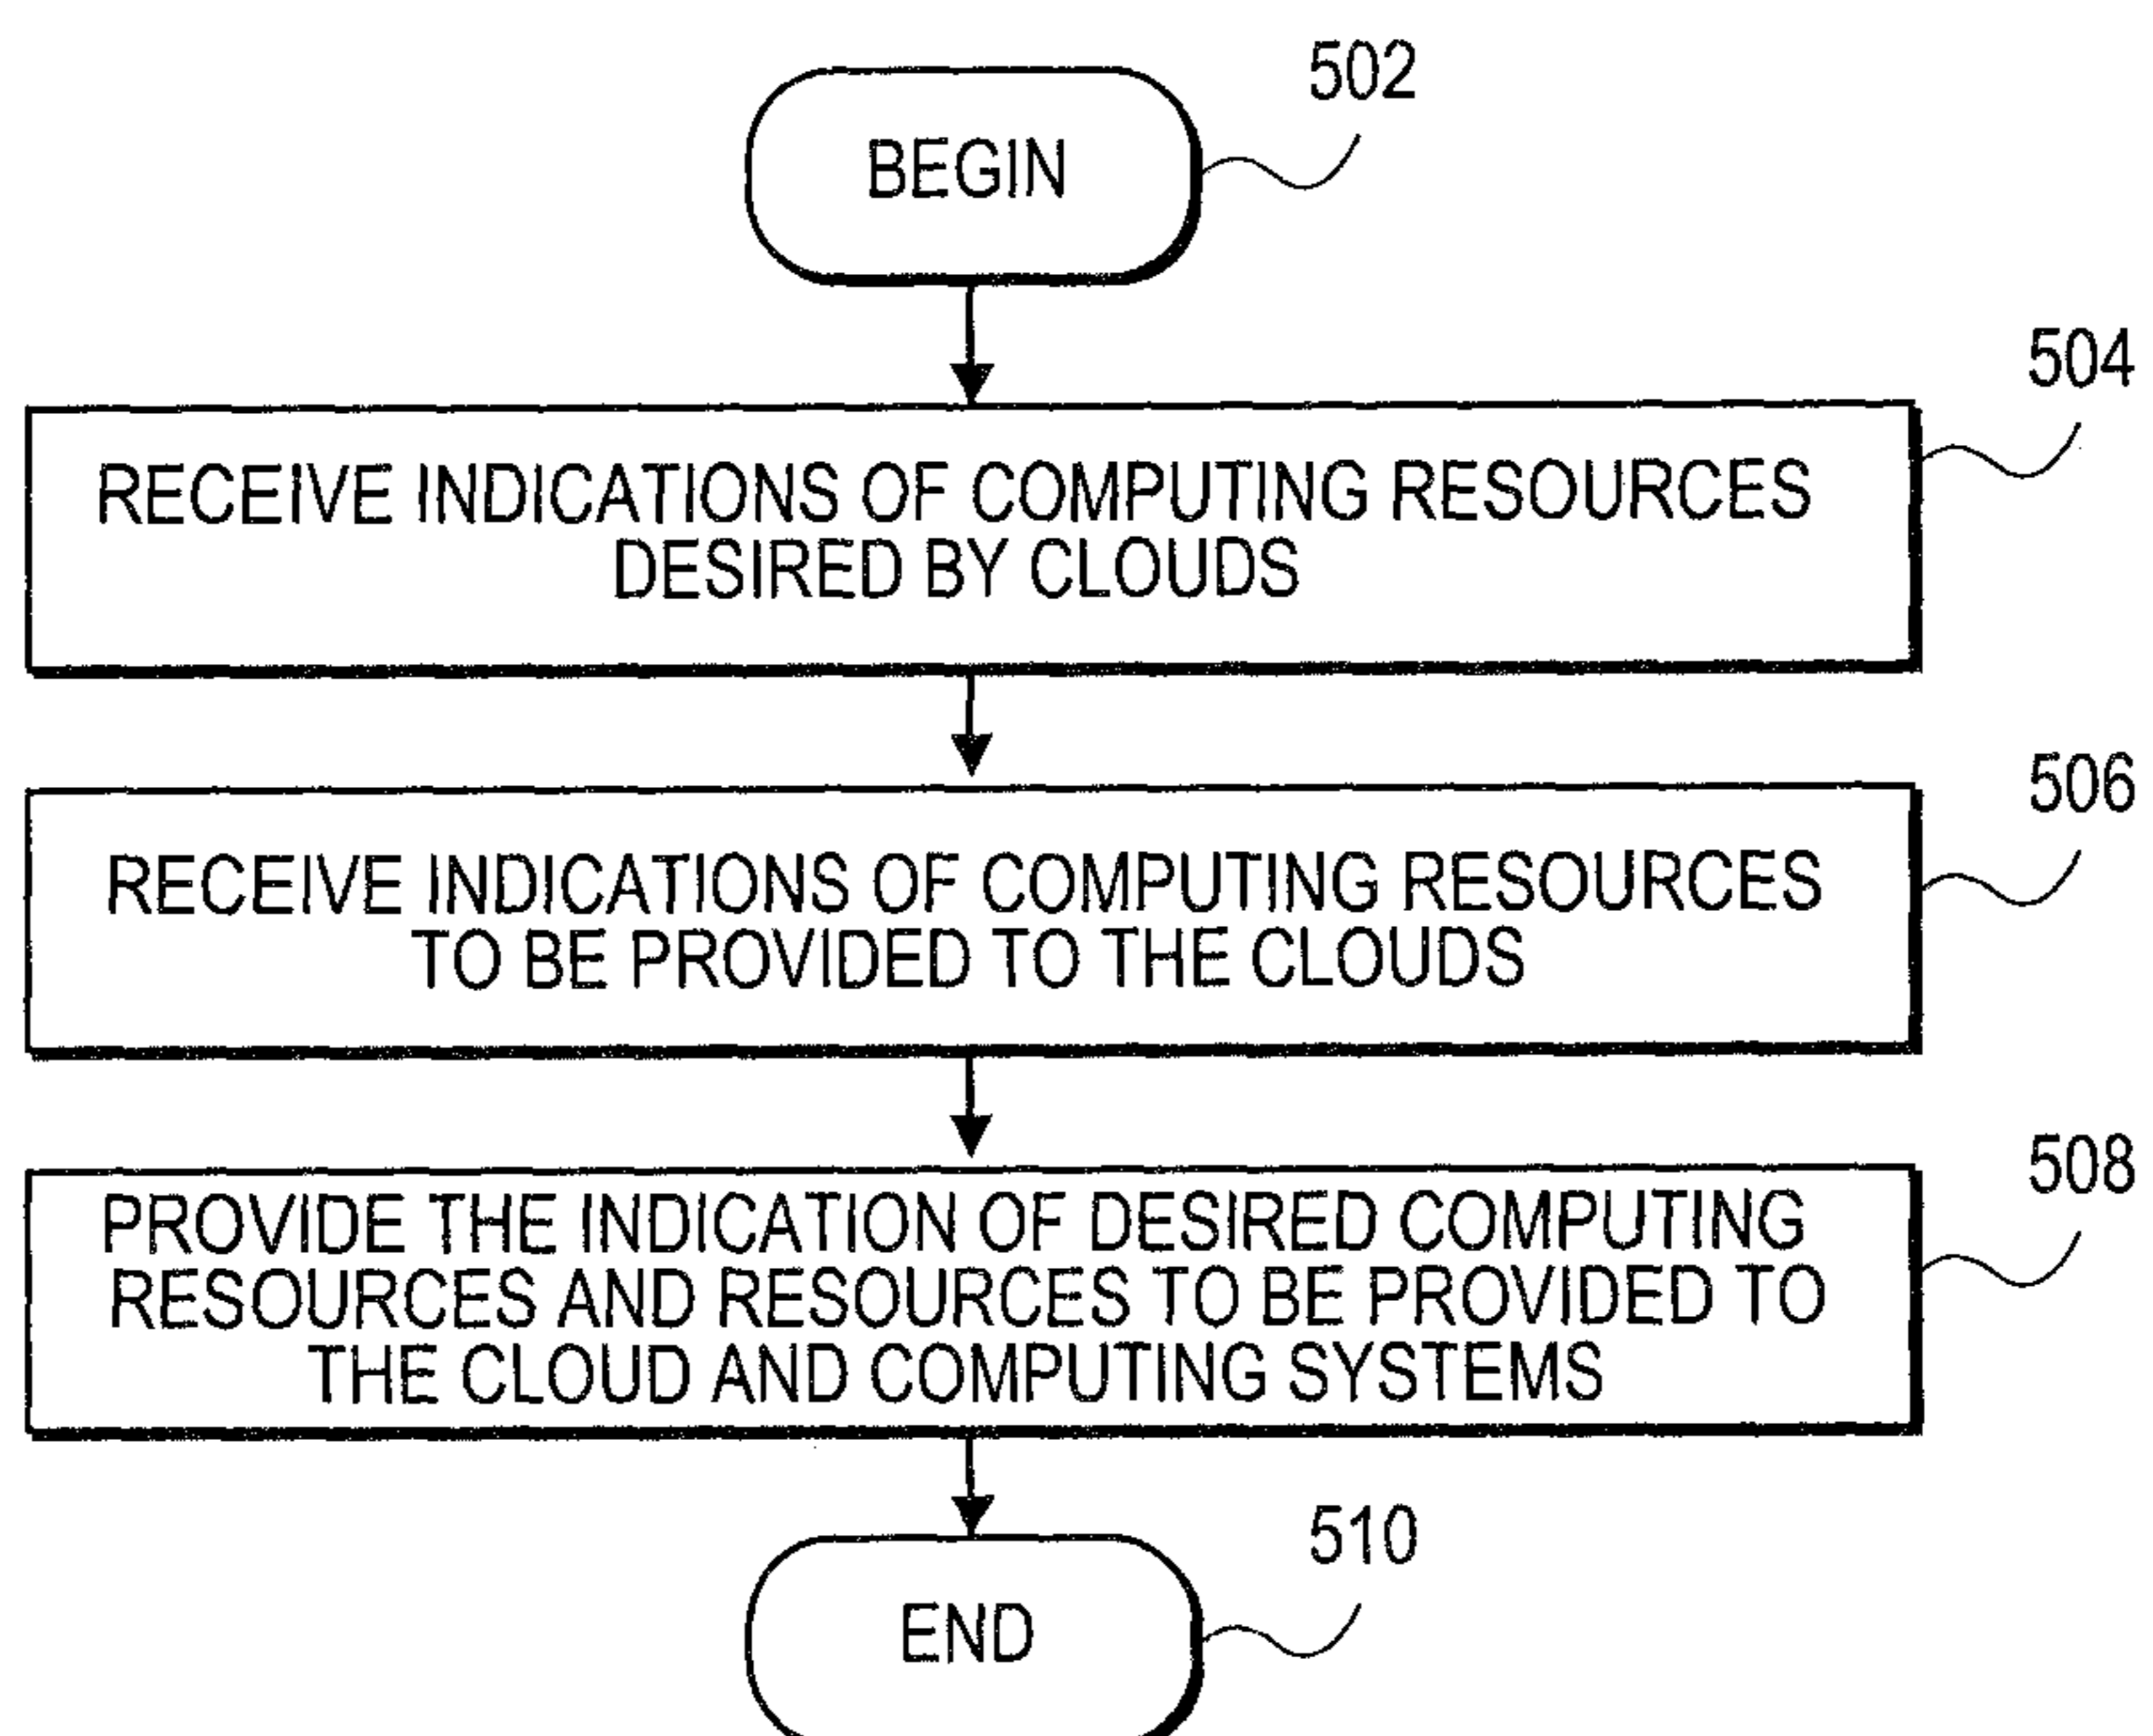 502
BEGIN
504
RECEIVE INDICATIONS OF COMPUTING RESOURCES
DESIRED BY CLOUDS
506
RECEIVE INDICATIONS OF COMPUTING RESOURCES
TO BE PROVIDED TO THE CLOUDS
508
PROVIDE THE INDICATION OF DESIRED COMPUTING
RESOURCES AND RESOURCES TO BE PROVIDED TO
THE CLOUD AND COMPUTING SYSTEMS
510
END